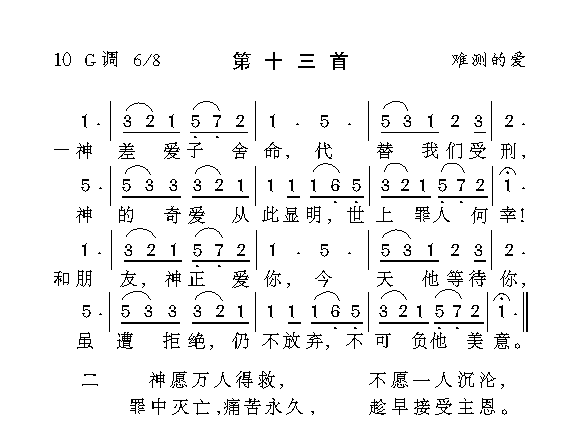 10 G调 6/8 第十三首 难测的爱
1 · | 3 2 1 5 7 2 | 1 · 5 · | 5 3 1 2 3 | 2 ·
一神 差 爱子 舍 命, 代 替 我们受刑,
5 · | 5 3 3 3 2 1 | 1 1 1 6 5 | 3 2 1 5 7 2 | 1 ·
神 的 奇爱 从 此显明, 世 上 罪人 何 幸!
1 · | 3 2 1 5 7 2 | 1 · 5 · | 5 3 1 2 3 | 2 ·
和朋 友, 神正 爱 你, 今 天 他等待你,
5 · | 5 3 3 3 2 1 | 1 1 1 6 5 | 3 2 1 5 7 2 | 1 · ‖
虽 遭 拒绝, 仍 不放弃, 不 可 负他 美 意。
二 神愿万人得救, 不愿一人沉沦,
罪中灭亡,痛苦永久, 趁早接受主恩。